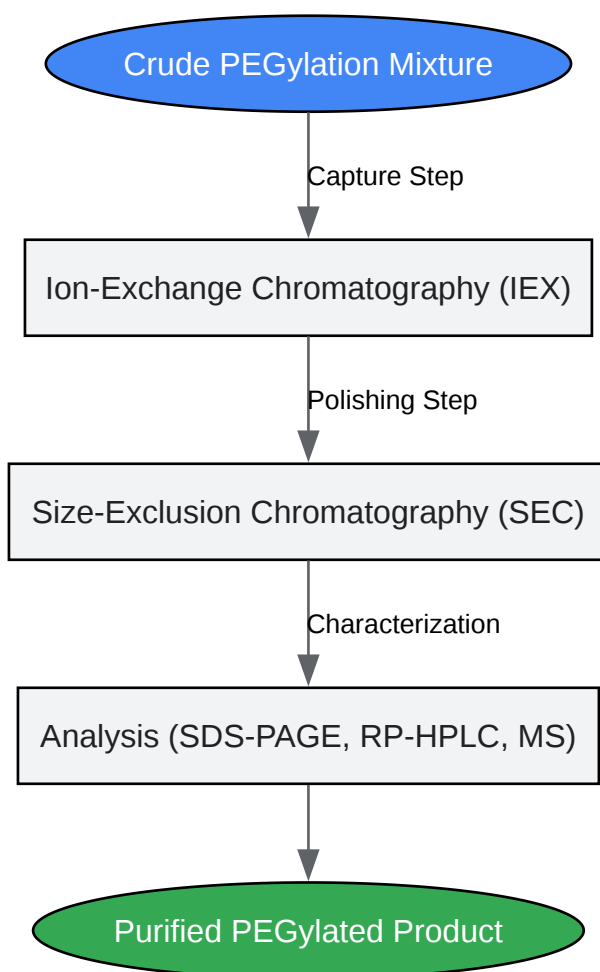 Crude PEGylation Mixture
Capture Step
Ion-Exchange Chromatography (IEX)
Polishing Step
Size-Exclusion Chromatography (SEC)
Characterization
Analysis (SDS-PAGE, RP-HPLC, MS)
Purified PEGylated Product